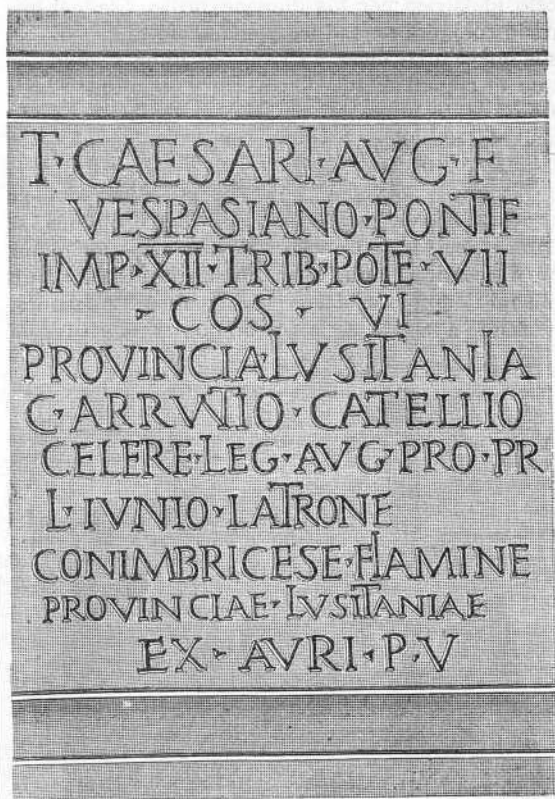 T·CAESARI·AVG·F
VESPASIANO·PONTIF
IMP·XII·TRIB·POTE·VII
·COS·VI
PROVINCIA·LVSITANIA
C·ARRVNTIO·CATELLIO
CELERE·LEG·AVG·PRO·PR
L·IVNIO·LATRONE
CONIMBRICESE·FLAMINE
PROVINCIAE·LVSITANIAE
EX·AVRI·P·V